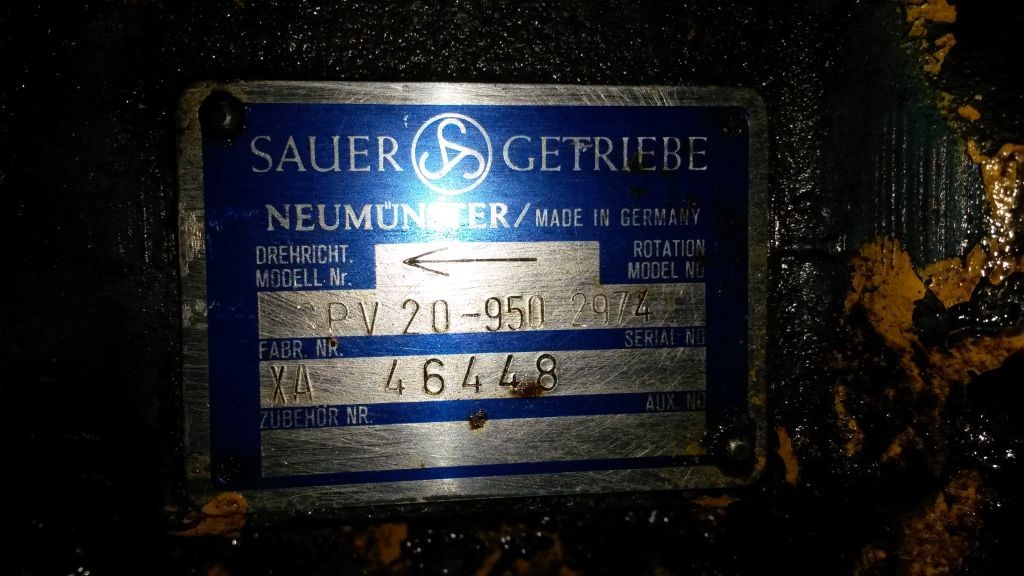 SAUER GETRIEBE
NEUMÜNSTER/MADE IN GERMANY
DREHRICHT. ROTATION
MODELL Nr. MODEL NO
SPV 20-950 2974
FABR. NR. SERIAL NO
XA 46448
ZUBEHÖR NR. AUX NO